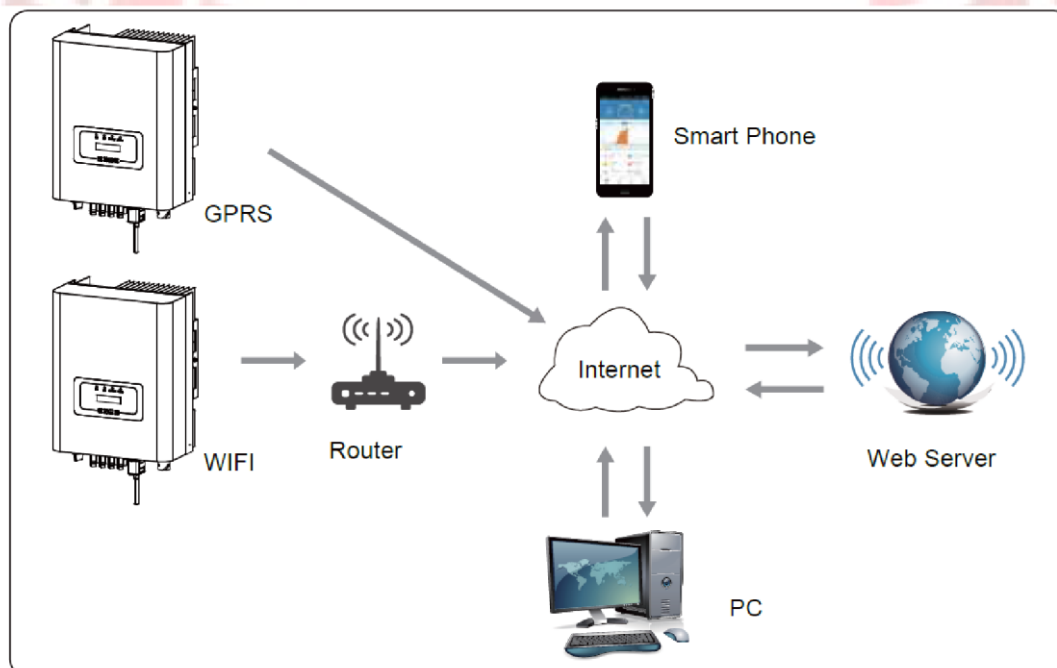 Smart Phone
GPRS
Internet
Router
WIFI
Web Server
PC